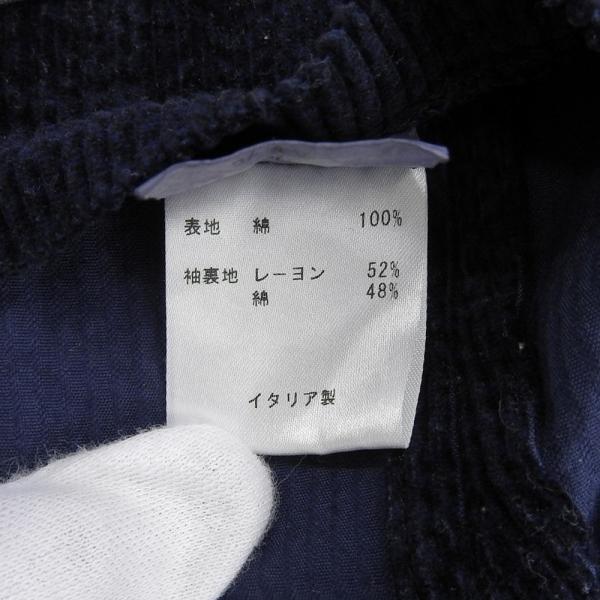 表地 綿 100%
袖裏地 レーヨン 52%
綿 48%
イタリア製